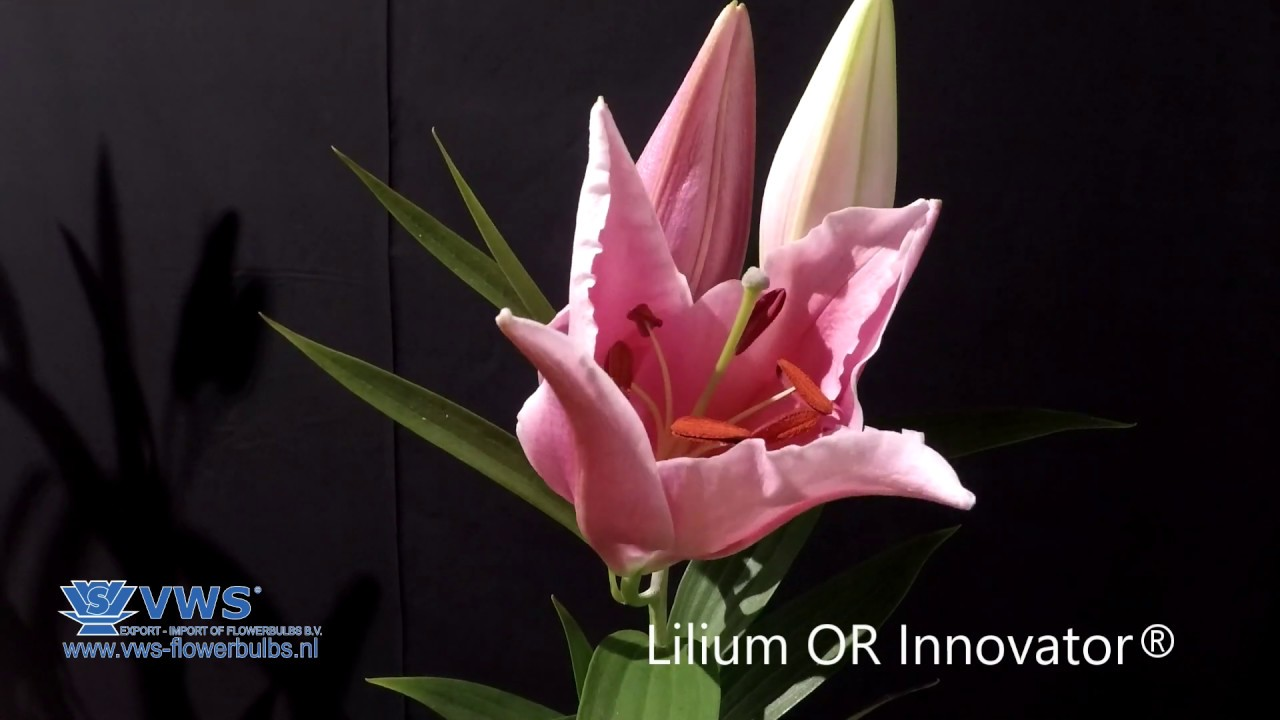 VWS
EXPORT - IMPORT OF FLOWERBULBS B.V.
www.vws-flowerbulbs.nl
Lilium OR Innovator®